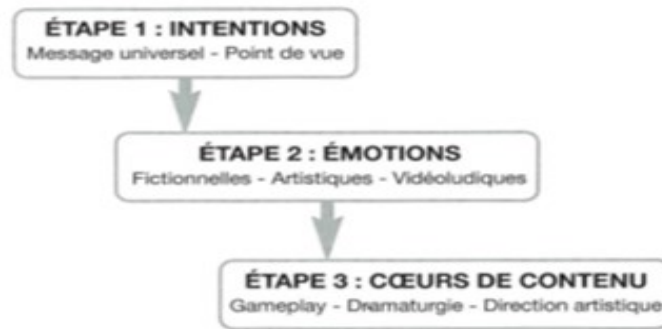 ÉTAPE 1 : INTENTIONS
Message universel - Point de vue
ÉTAPE 2 : ÉMOTIONS
Fictionnelles - Artistiques - Vidéoludiques
ÉTAPE 3 : CŒURS DE CONTENU
Gameplay - Dramaturgie - Direction artistique